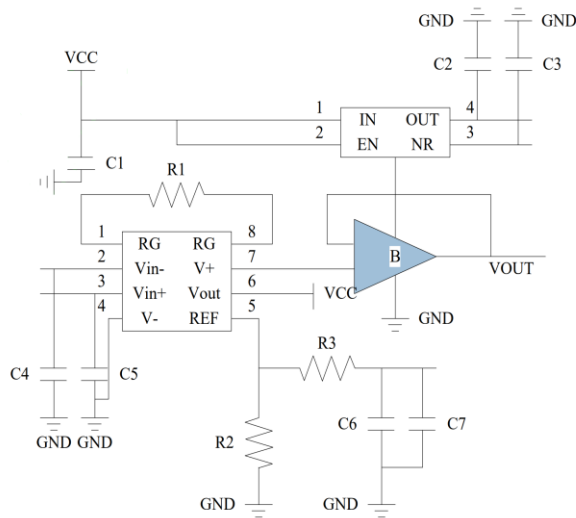 GND GND
C2 C3
VCC
1 IN OUT 4
2 EN NR 3
C1
R1
1 RG RG 8
2 Vin- V+ 7
3 Vin+ Vout 6
4 V- REF 5
B
VOUT
VCC
GND
R3
C4 C5
C6 C7
R2
GND GND
GND GND